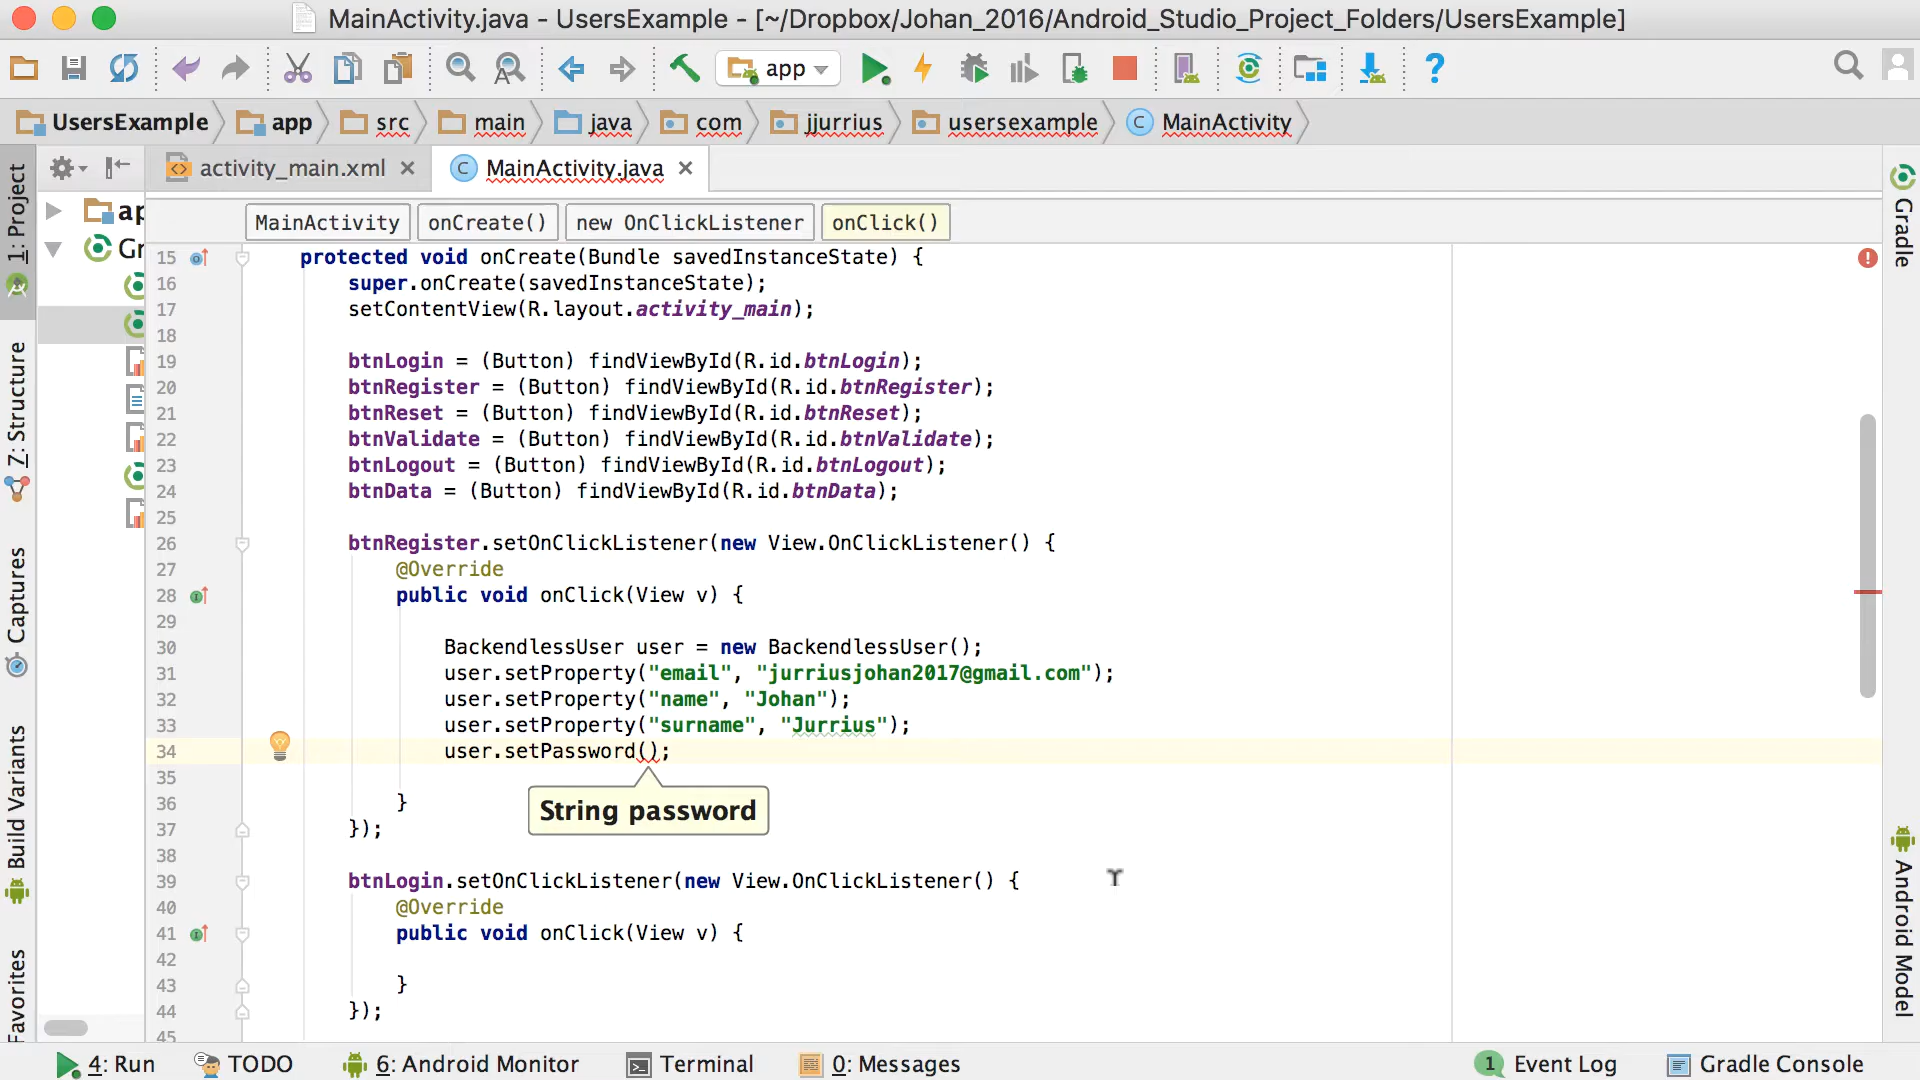 MainActivity.java - UsersExample - [~/Dropbox/Johan_2016/Android_Studio_Project_Folders/UsersExample]
app
UsersExample app src main java com jjurrius usersexample MainActivity
activity_main.xml MainActivity.java
MainActivity onCreate() new OnClickListener onClick()
1: Project
Z: Structure
Captures
Build Variants
Favorites
ap
Gr
15 protected void onCreate(Bundle savedInstanceState) {
16 super.onCreate(savedInstanceState);
17 setContentView(R.layout.activity_main);
18
19 btnLogin = (Button) findViewById(R.id.btnLogin);
20 btnRegister = (Button) findViewById(R.id.btnRegister);
21 btnReset = (Button) findViewById(R.id.btnReset);
22 btnValidate = (Button) findViewById(R.id.btnValidate);
23 btnLogout = (Button) findViewById(R.id.btnLogout);
24 btnData = (Button) findViewById(R.id.btnData);
25
26 btnRegister.setOnClickListener(new View.OnClickListener() {
27 @Override
28 public void onClick(View v) {
29
30 BackendlessUser user = new BackendlessUser();
31 user.setProperty("email", "jurriusjohan2017@gmail.com");
32 user.setProperty("name", "Johan");
33 user.setProperty("surname", "Jurrius");
34 user.setPassword();
35
String password
36 }
37 });
38
39 btnLogin.setOnClickListener(new View.OnClickListener() {
40 @Override
41 public void onClick(View v) {
42
43 }
44 });
45
Gradle
Android Model
4: Run TODO 6: Android Monitor Terminal 0: Messages 1 Event Log Gradle Console